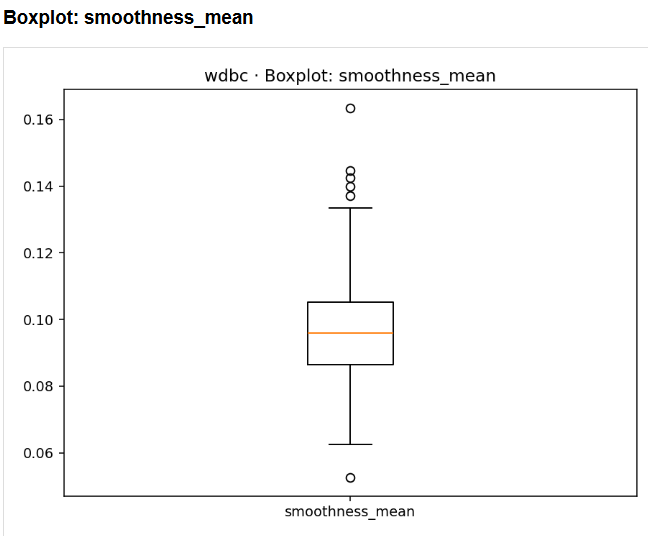 Boxplot: smoothness_mean
wdbc · Boxplot: smoothness_mean
0.16
0.14
0.12
0.10
0.08
0.06
smoothness_mean